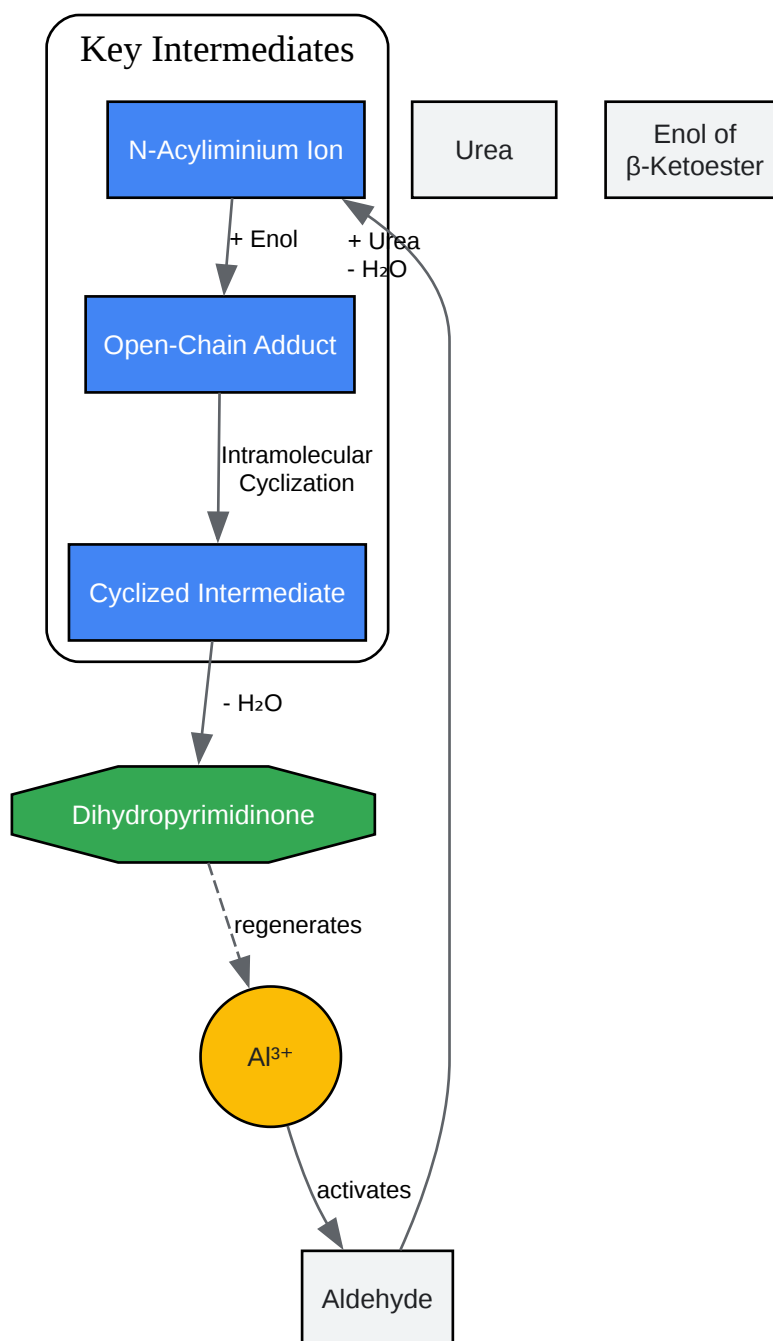 Key Intermediates
N-Acyliminium Ion
Urea
Enol of
β-Ketoester
+ Enol
+ Urea
- H₂O
Open-Chain Adduct
Intramolecular
Cyclization
Cyclized Intermediate
- H₂O
Dihydropyrimidinone
regenerates
Al³⁺
activates
Aldehyde